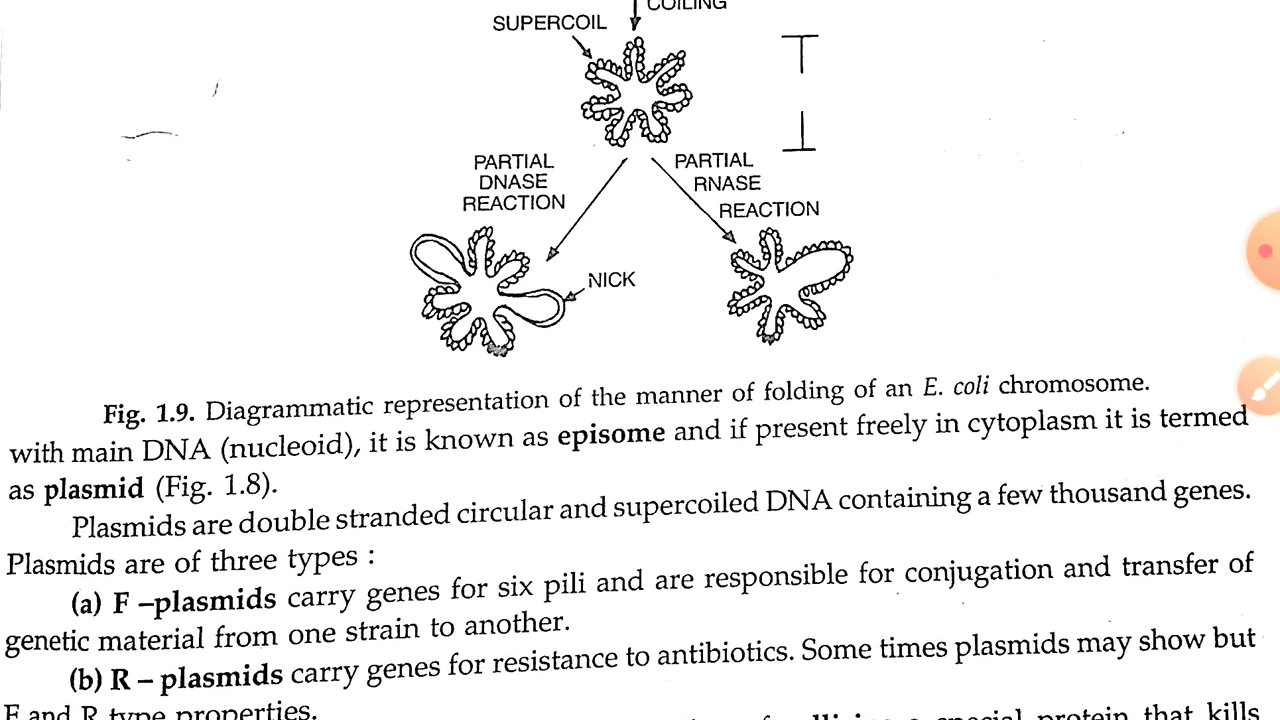 COILING
SUPERCOIL
PARTIAL
DNASE
REACTION
PARTIAL
RNASE
REACTION
NICK
Fig. 1.9. Diagrammatic representation of the manner of folding of an E. coli chromosome.
with main DNA (nucleoid), it is known as episome and if present freely in cytoplasm it is termed
as plasmid (Fig. 1.8).
Plasmids are double stranded circular and supercoiled DNA containing a few thousand genes.
Plasmids are of three types :
(a) F –plasmids carry genes for six pili and are responsible for conjugation and transfer of
genetic material from one strain to another.
(b) R – plasmids carry genes for resistance to antibiotics. Some times plasmids may show but
F and R type properties.
a special protein that kills